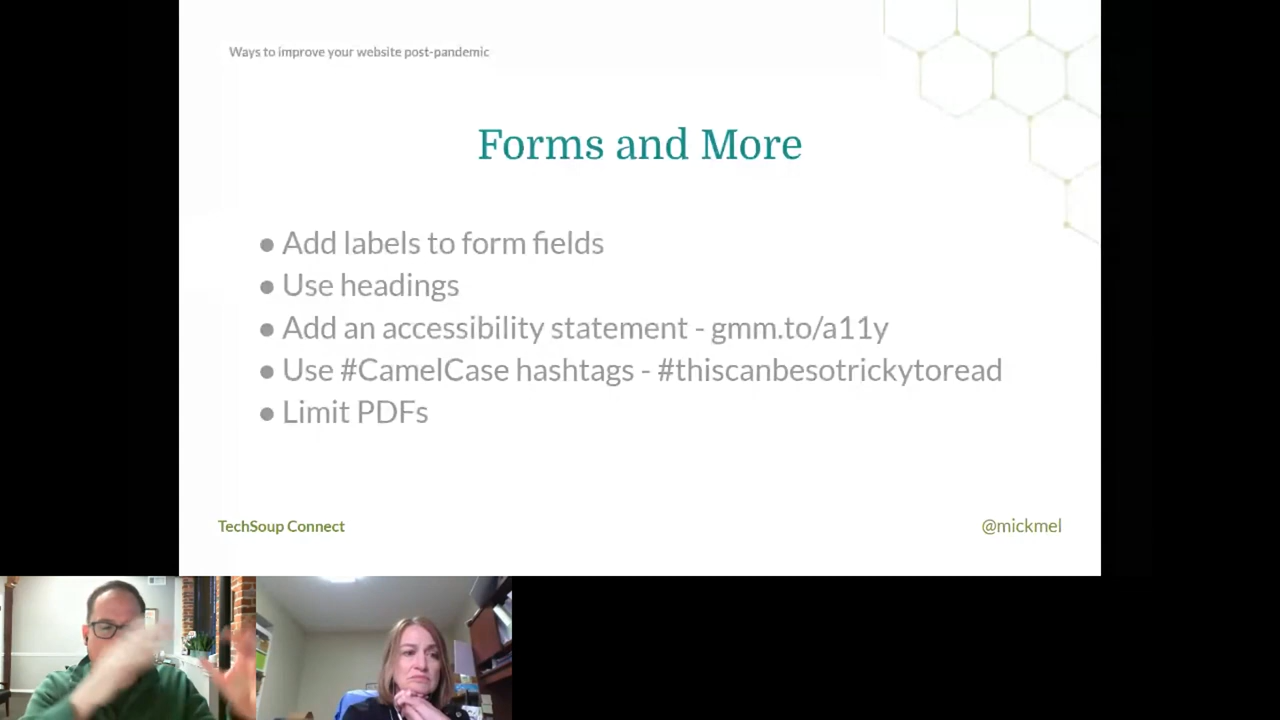 Ways to improve your website post-pandemic
Forms and More
● Add labels to form fields
● Use headings
● Add an accessibility statement - gmm.to/a11y
● Use #CamelCase hashtags - #thiscanbesotrickytoread
● Limit PDFs
TechSoup Connect
@mickmel